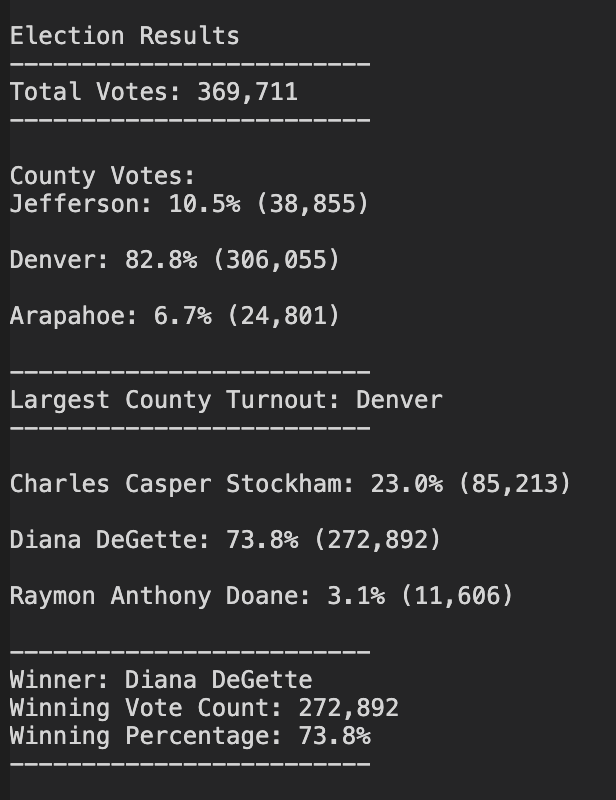 Election Results
-------------------------
Total Votes: 369,711
-------------------------
County Votes:
Jefferson: 10.5% (38,855)
Denver: 82.8% (306,055)
Arapahoe: 6.7% (24,801)
-------------------------
Largest County Turnout: Denver
-------------------------
Charles Casper Stockham: 23.0% (85,213)
Diana DeGette: 73.8% (272,892)
Raymon Anthony Doane: 3.1% (11,606)
-------------------------
Winner: Diana DeGette
Winning Vote Count: 272,892
Winning Percentage: 73.8%
-------------------------